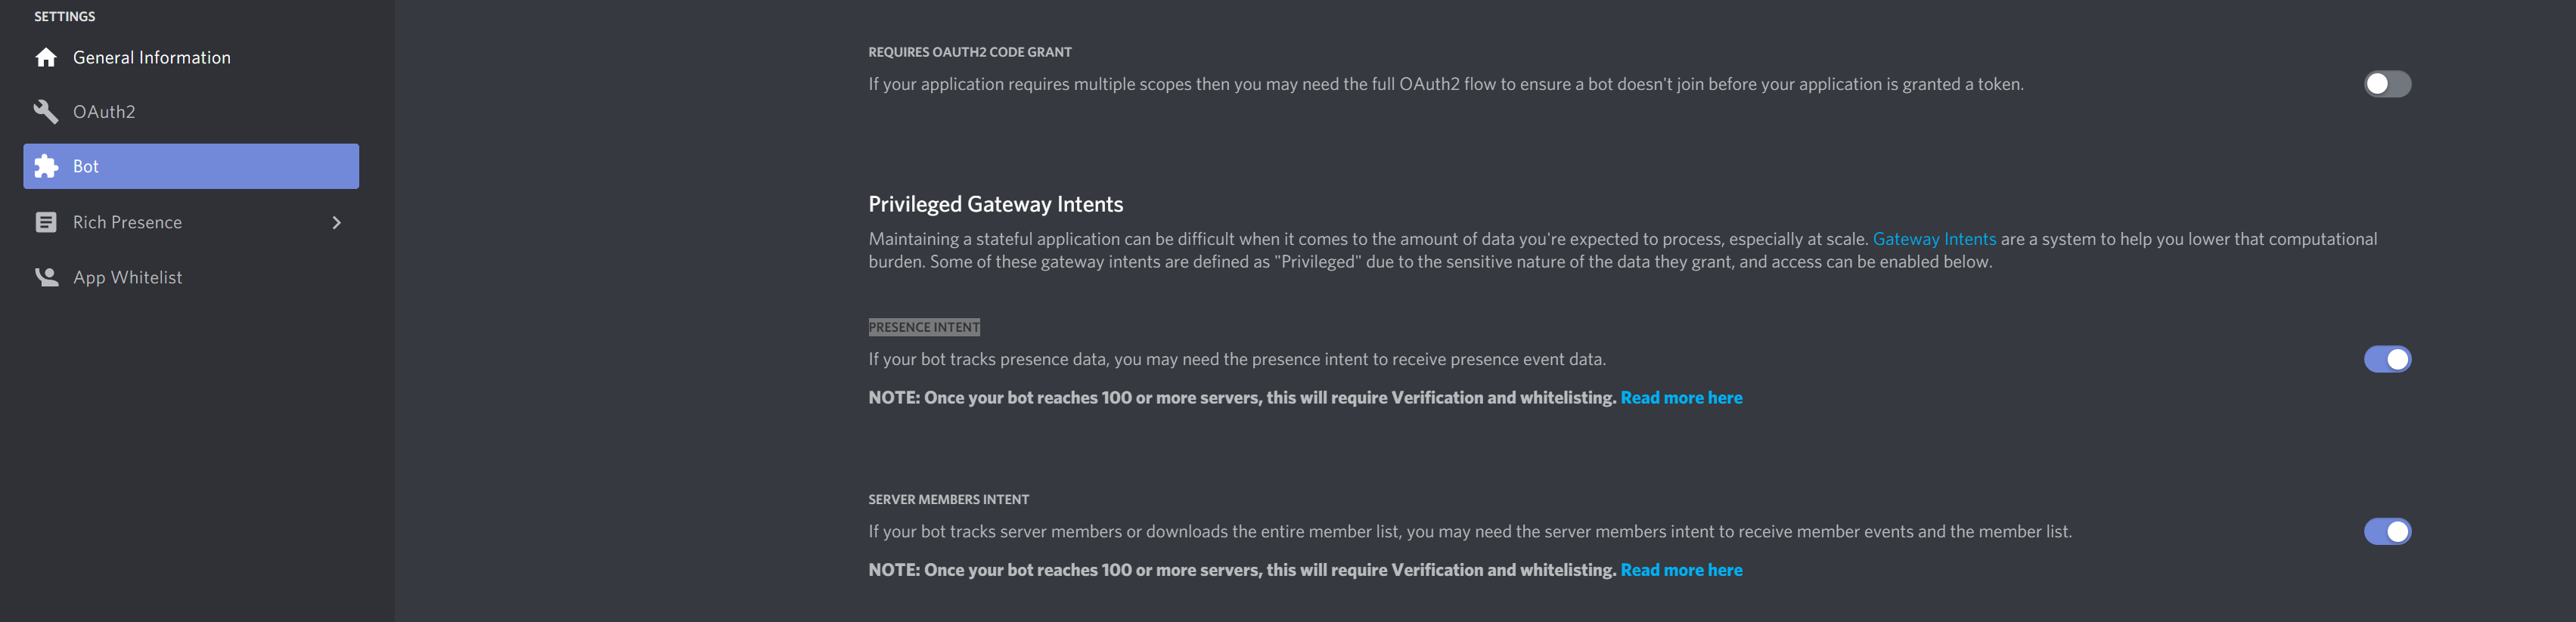 SETTINGS
General Information
OAuth2
Bot
Rich Presence
App Whitelist
REQUIRES OAUTH2 CODE GRANT
If your application requires multiple scopes then you may need the full OAuth2 flow to ensure a bot doesn't join before your application is granted a token.
Privileged Gateway Intents
Maintaining a stateful application can be difficult when it comes to the amount of data you're expected to process, especially at scale. Gateway Intents are a system to help you lower that computational
burden. Some of these gateway intents are defined as "Privileged" due to the sensitive nature of the data they grant, and access can be enabled below.
PRESENCE INTENT
If your bot tracks presence data, you may need the presence intent to receive presence event data.
NOTE: Once your bot reaches 100 or more servers, this will require Verification and whitelisting. Read more here
SERVER MEMBERS INTENT
If your bot tracks server members or downloads the entire member list, you may need the server members intent to receive member events and the member list.
NOTE: Once your bot reaches 100 or more servers, this will require Verification and whitelisting. Read more here